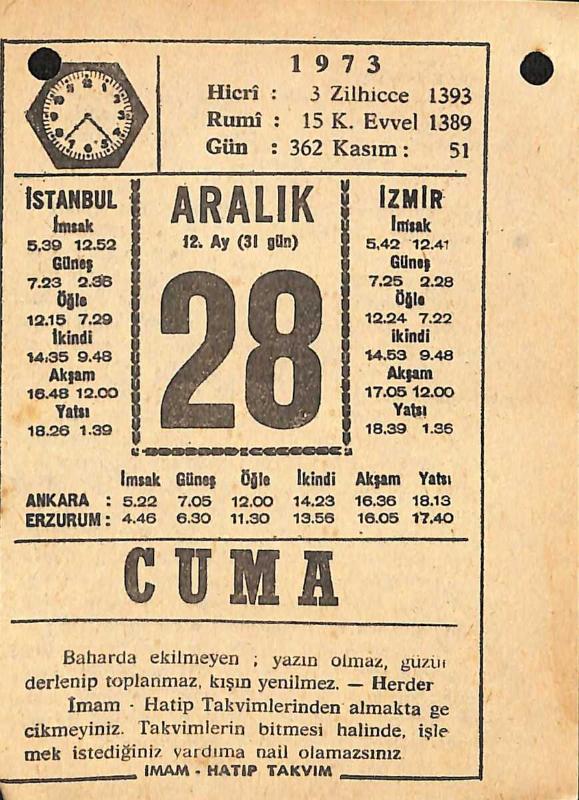 1973
Hicrî : 3 Zilhicce 1393
Rumî : 15 K. Evvel 1389
Gün : 362 Kasım : 51
İSTANBUL
İmsak
5.39 12.52
Güneş
7.23 2.36
Öğle
12.15 7.29
İkindi
14.35 9.48
Akşam
16.48 12.00
Yatsı
18.26 1.39
ARALIK
12. Ay (31 gün)
28
İZMİR
İmsak
5,42 12.41
Güneş
7.25 2.28
Öğle
12.24 7.22
ikindi
14.53 9.48
Akşam
17.05 12.00
Yatsı
18.39 1.36
İmsak Güneş Öğle İkindi Akşam Yatsı
ANKARA : 5.22 7.05 12.00 14.23 16.36 18.13
ERZURUM : 4.46 6.30 11.30 13.56 16.05 17.40
CUMA
Baharda ekilmeyen ; yazın olmaz, güzün
derlenip toplanmaz, kışın yenilmez. — Herder
İmam - Hatip Takvimlerinden almakta ge
cikmeyiniz. Takvimlerin bitmesi halinde, işle
mek istediğiniz yardıma nail olamazsınız
İMAM - HATİP TAKVİM